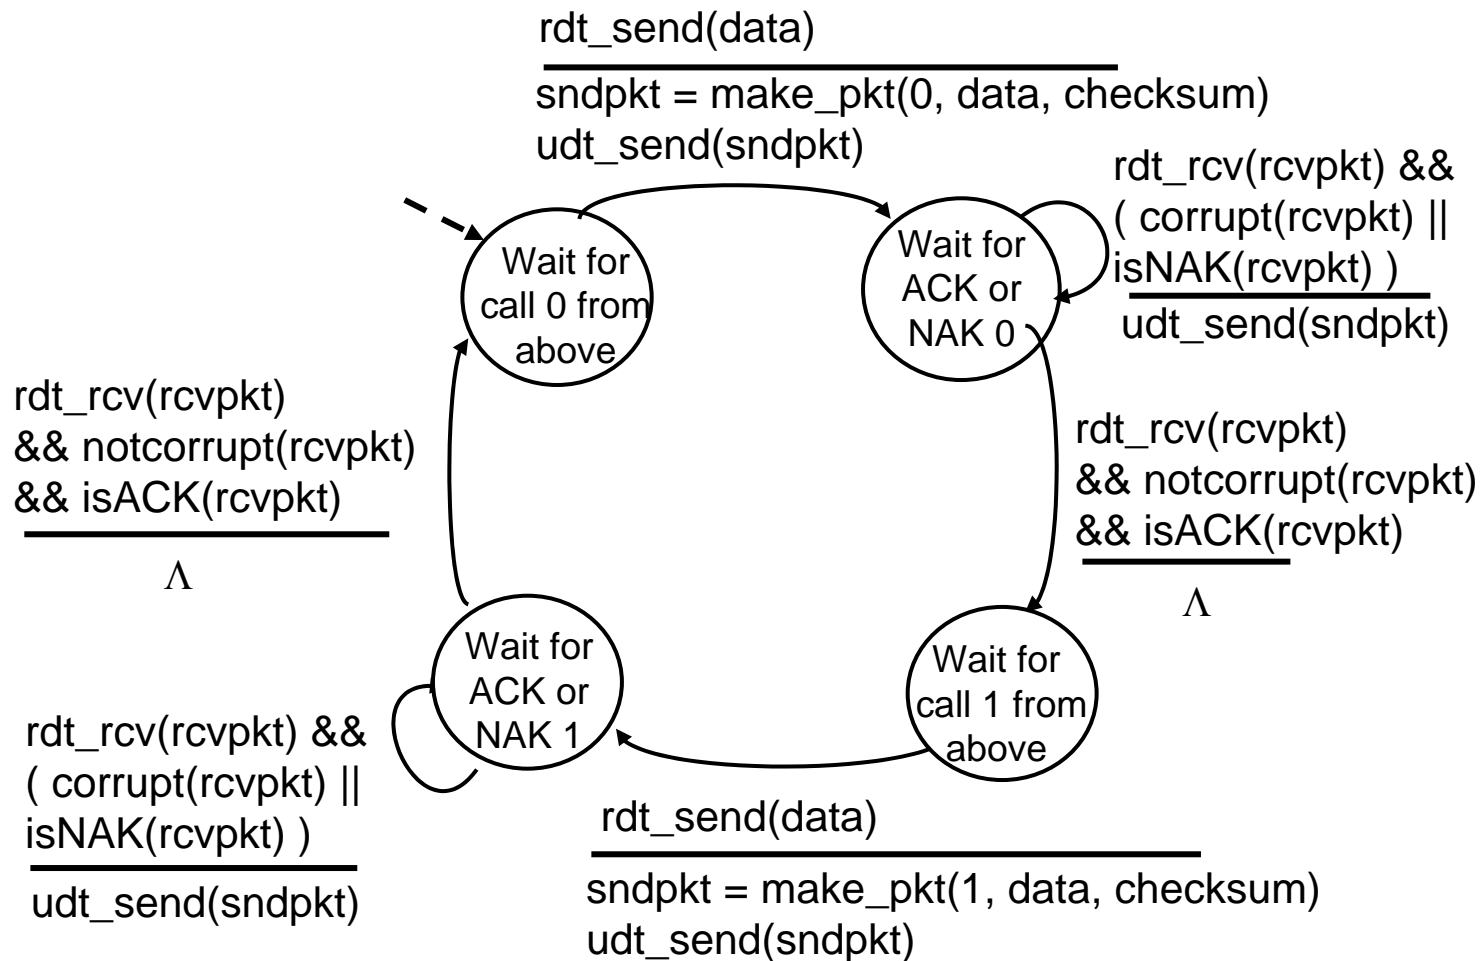 rdt_send(data)
sndpkt = make_pkt(0, data, checksum)
udt_send(sndpkt)
rdt_rcv(rcvpkt) &&
( corrupt(rcvpkt) ||
isNAK(rcvpkt) )
udt_send(sndpkt)
Wait for
call 0 from
above
Wait for
ACK or
NAK 0
rdt_rcv(rcvpkt)
&& notcorrupt(rcvpkt)
&& isACK(rcvpkt)
Λ
rdt_rcv(rcvpkt)
&& notcorrupt(rcvpkt)
&& isACK(rcvpkt)
Λ
Wait for
ACK or
NAK 1
Wait for
call 1 from
above
rdt_rcv(rcvpkt) &&
( corrupt(rcvpkt) ||
isNAK(rcvpkt) )
udt_send(sndpkt)
rdt_send(data)
sndpkt = make_pkt(1, data, checksum)
udt_send(sndpkt)